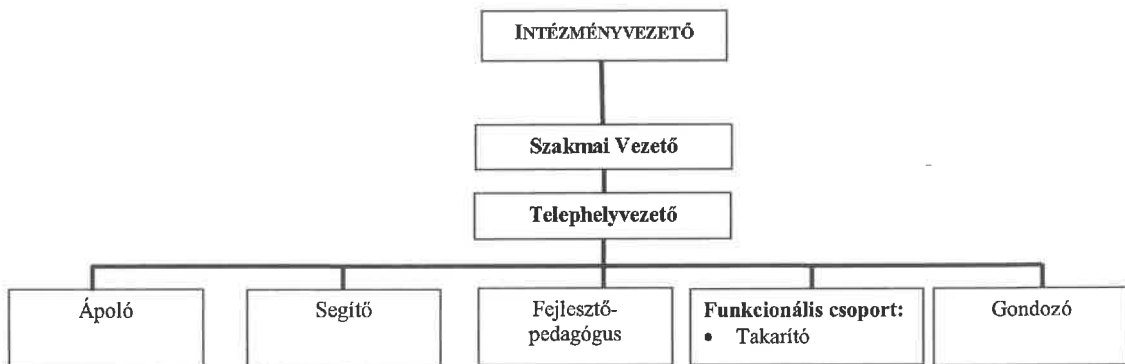 INTÉZMÉNYVEZETŐ
Szakmai Vezető
Telephelyvezető
Ápoló
Segítő
Fejlesztő-
pedagógus
Funkcionális csoport:
• Takarító
Gondozó